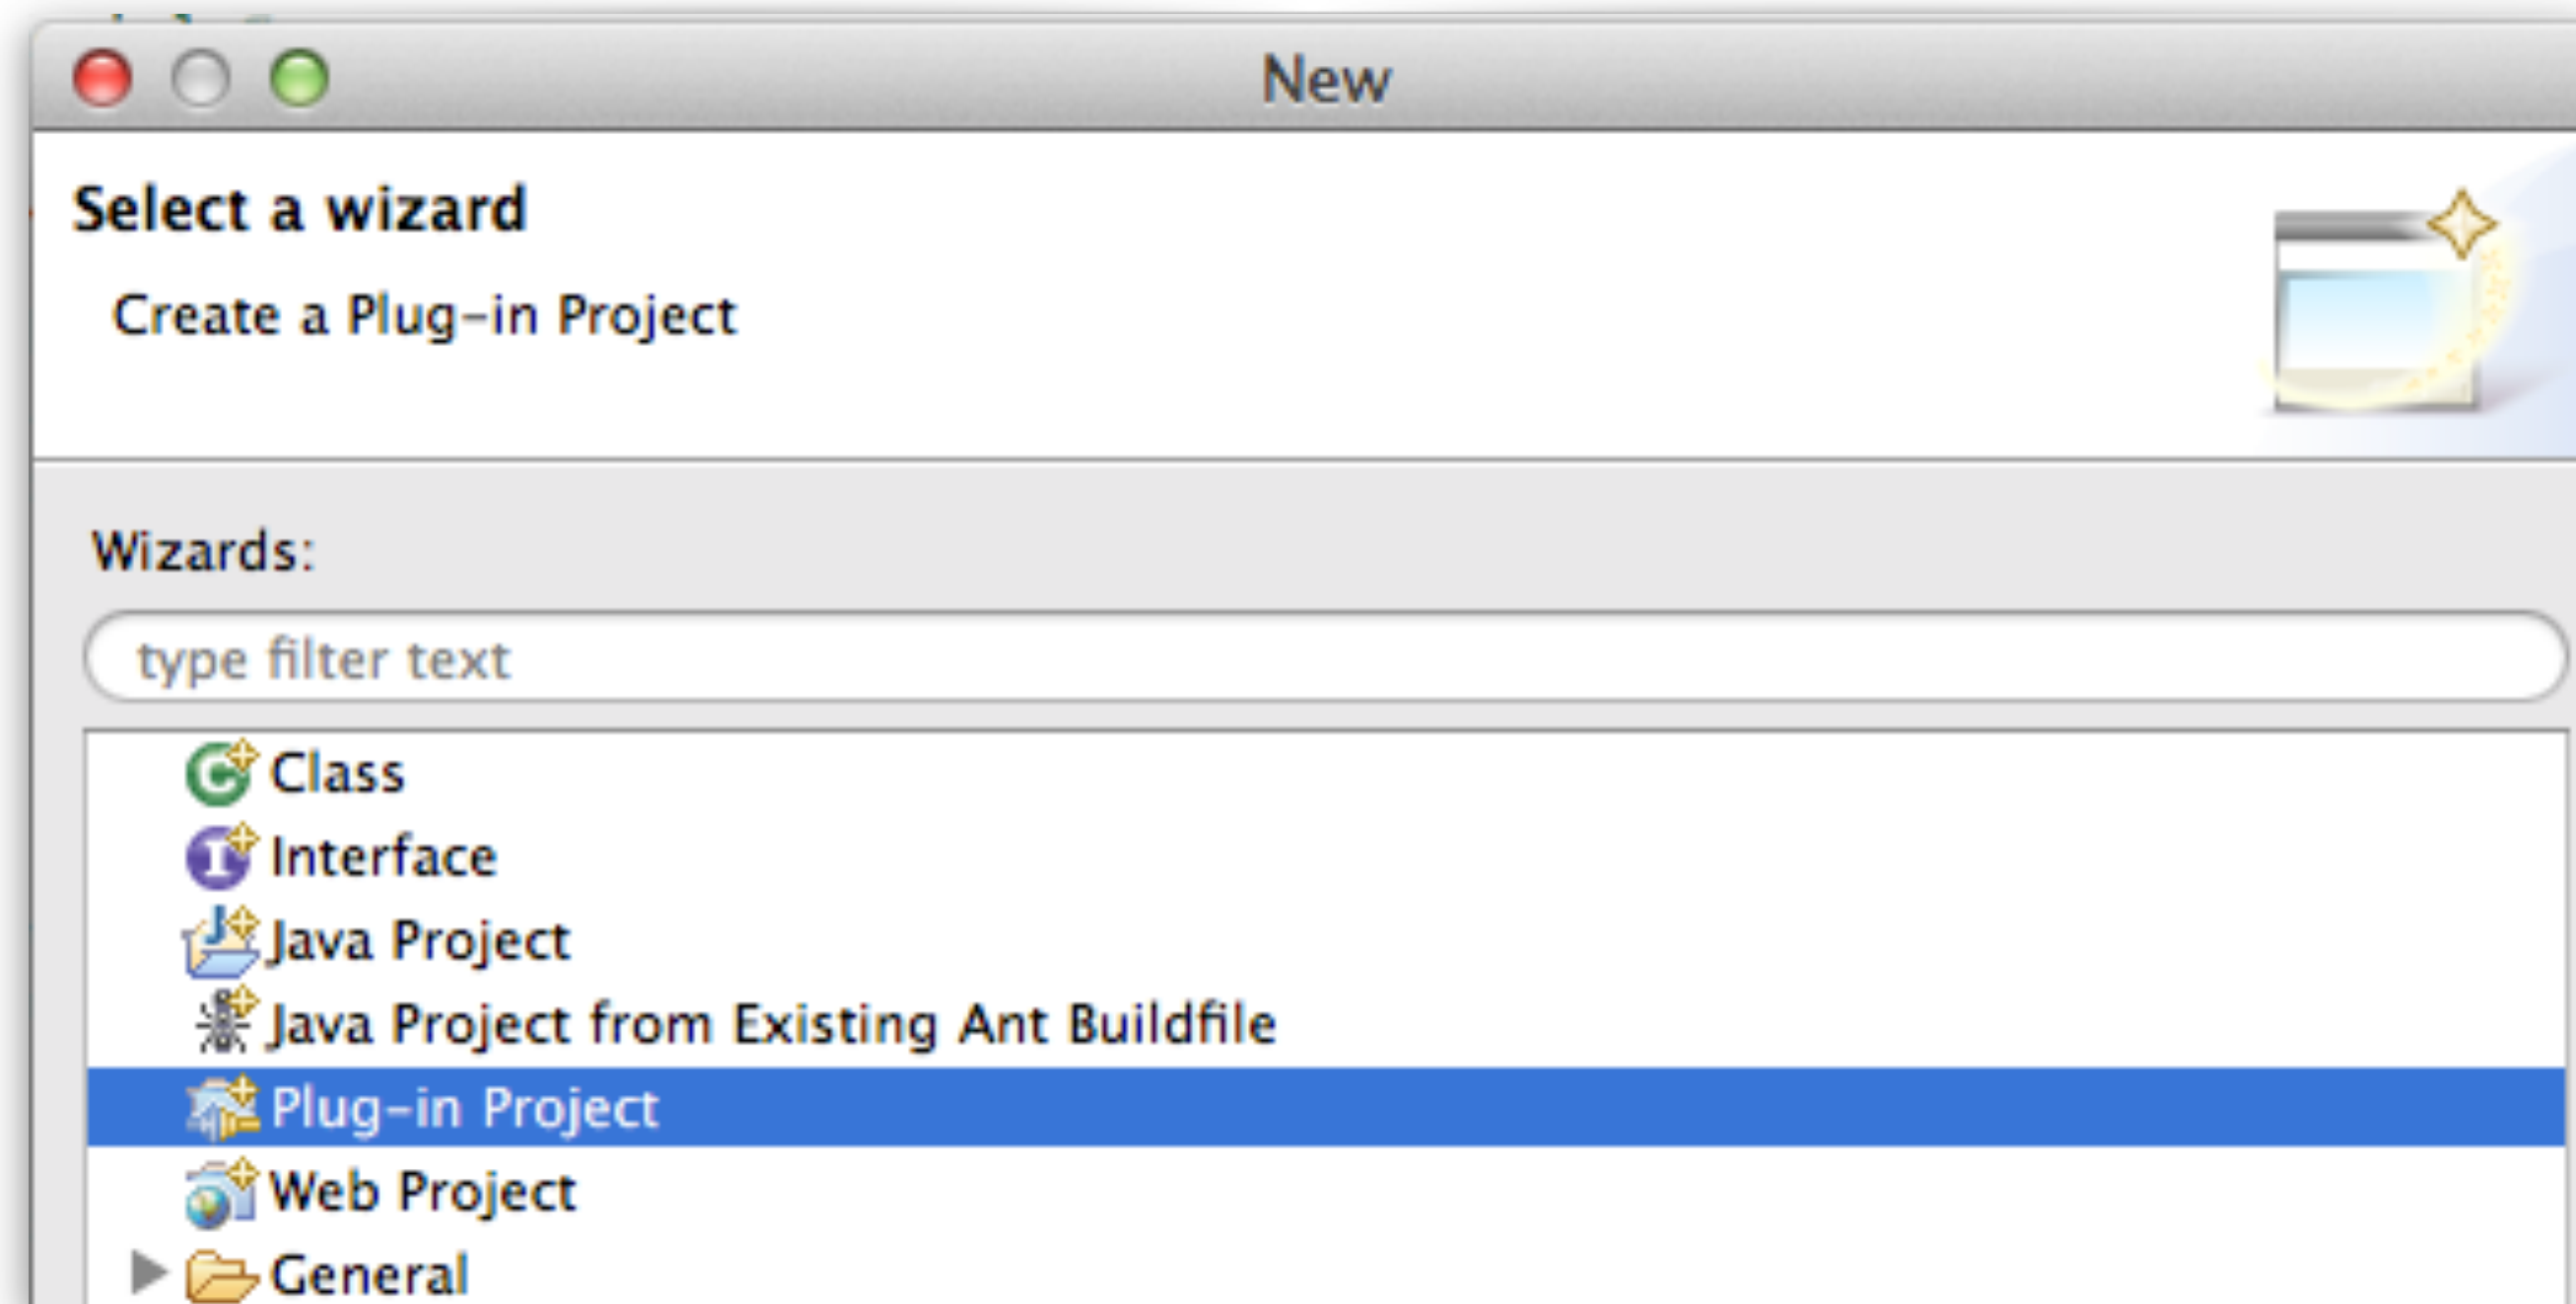 New
Select a wizard
Create a Plug-in Project
Wizards:
type filter text
Class
Interface
Java Project
Java Project from Existing Ant Buildfile
Plug-in Project
Web Project
General